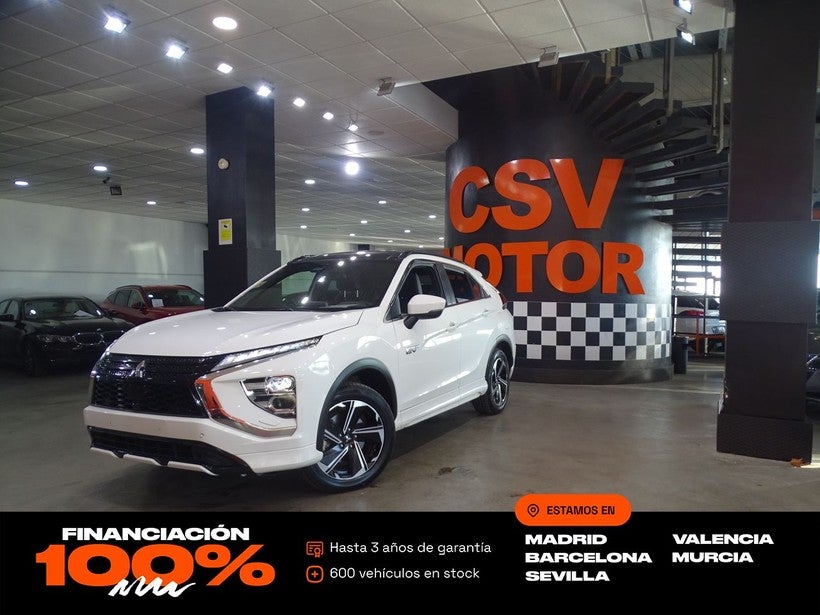 CSV
MOTOR
FINANCIACIÓN
100%
Hasta 3 años de garantía
600 vehículos en stock
ESTAMOS EN
MADRID
BARCELONA
SEVILLA
VALENCIA
MURCIA